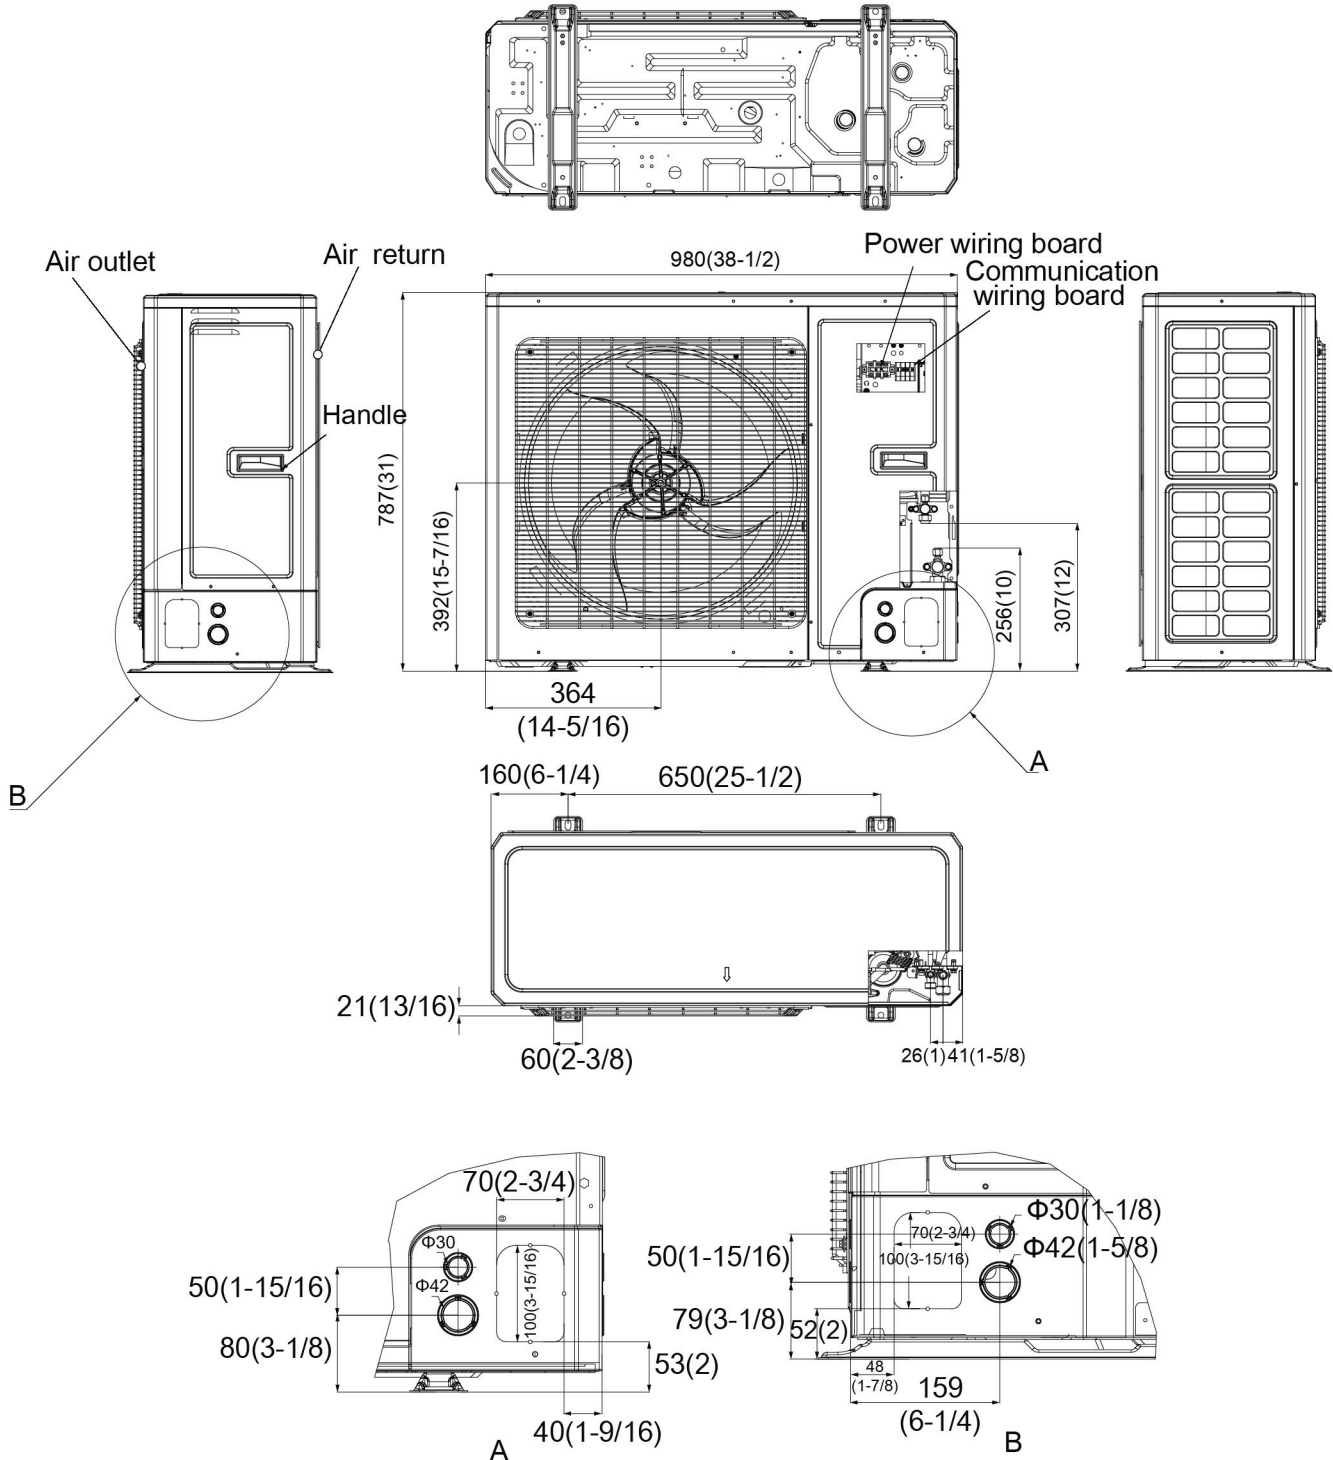 Air outlet
Air return
980(38-1/2)
Power wiring board
Communication
wiring board
Handle
787(31)
392(15-7/16)
256(10)
307(12)
364
(14-5/16)
B
A
160(6-1/4)
650(25-1/2)
21(13/16)
60(2-3/8)
26(1)
41(1-5/8)
70(2-3/4)
Φ30
50(1-15/16)
Φ42
100(3-15/16)
80(3-1/8)
53(2)
40(1-9/16)
A
Φ30(1-1/8)
70(2-3/4)
50(1-15/16)
100(3-15/16)
Φ42(1-5/8)
79(3-1/8)
52(2)
48
(1-7/8)
159
(6-1/4)
B